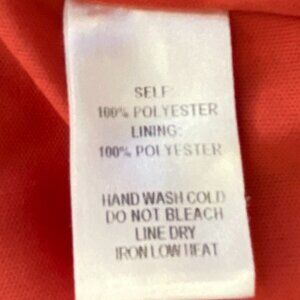 SELF:
100% POLYESTER
LINING:
100% POLYESTER
HAND WASH COLD
DO NOT BLEACH
LINE DRY
IRON LOW HEAT